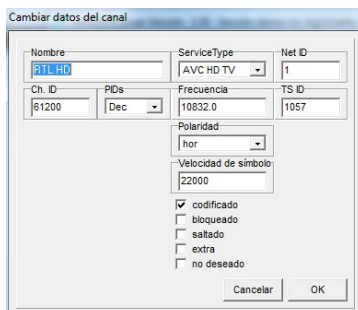 Cambiar datos del canal
Nombre ServiceType Net ID
RTL HD AVC HD TV 1
Ch. ID PIDs Frecuencia TS ID
61200 Dec 10832.0 1057
Polaridad
hor
Velocidad de símbolo
22000
codificado
bloqueado
saltado
extra
no deseado
Cancelar OK